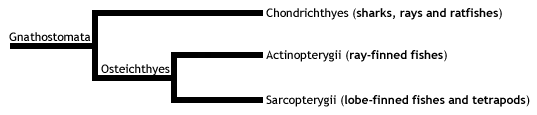 Chondrichthyes (sharks, rays and ratfishes)
Gnathostomata
Actinopterygii (ray-finned fishes)
Osteichthyes
Sarcopterygii (lobe-finned fishes and tetrapods)